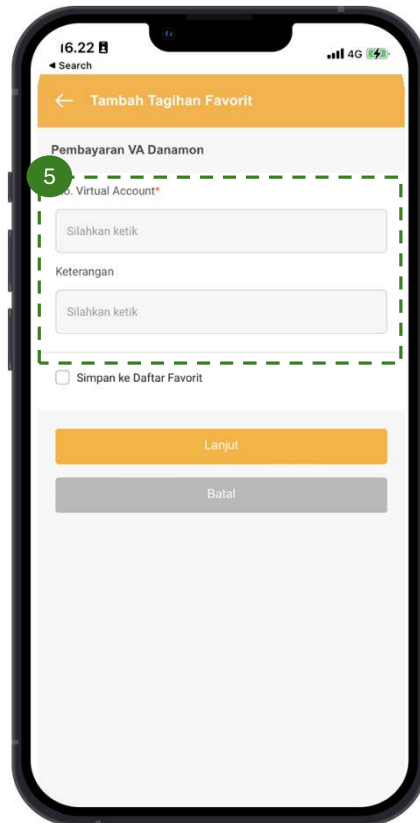 16.22
◄ Search
4G
← Tambah Tagihan Favorit
Pembayaran VA Danamon
5
o. Virtual Account*
Silahkan ketik
Keterangan
Silahkan ketik
Simpan ke Daftar Favorit
Lanjut
Batal